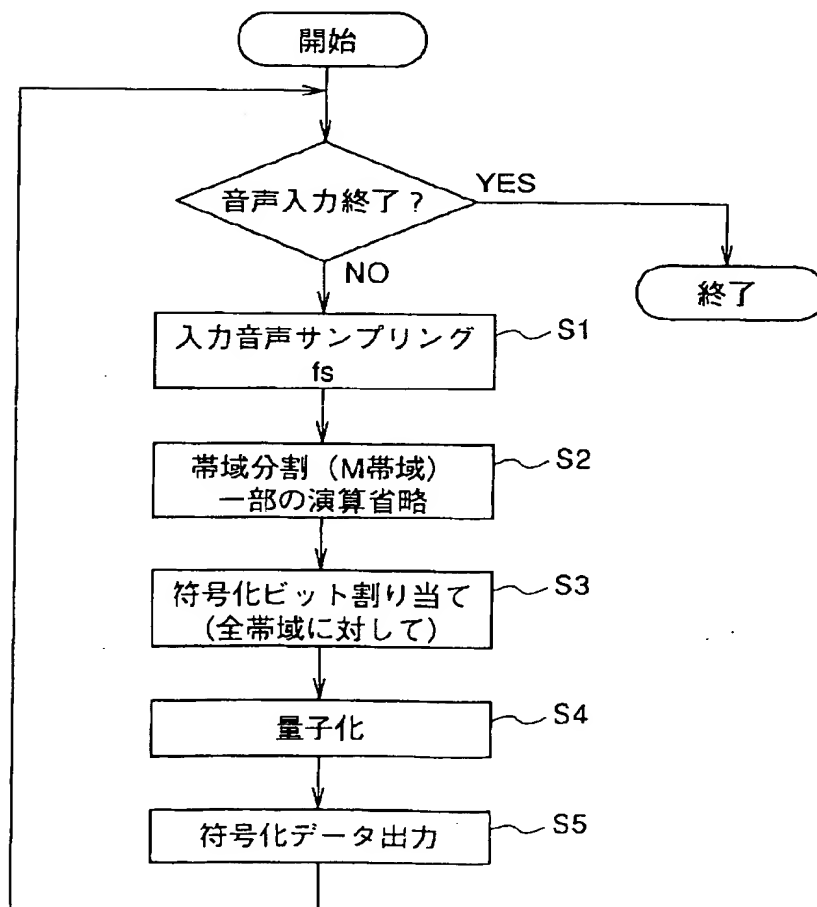 開始
音声入力終了?
YES
NO
終了
入力音声サンプリング
fs
S1
帯域分割(M帯域)
一部の演算省略
S2
符号化ビット割り当て
(全帯域に対して)
S3
量子化
S4
符号化データ出力
S5